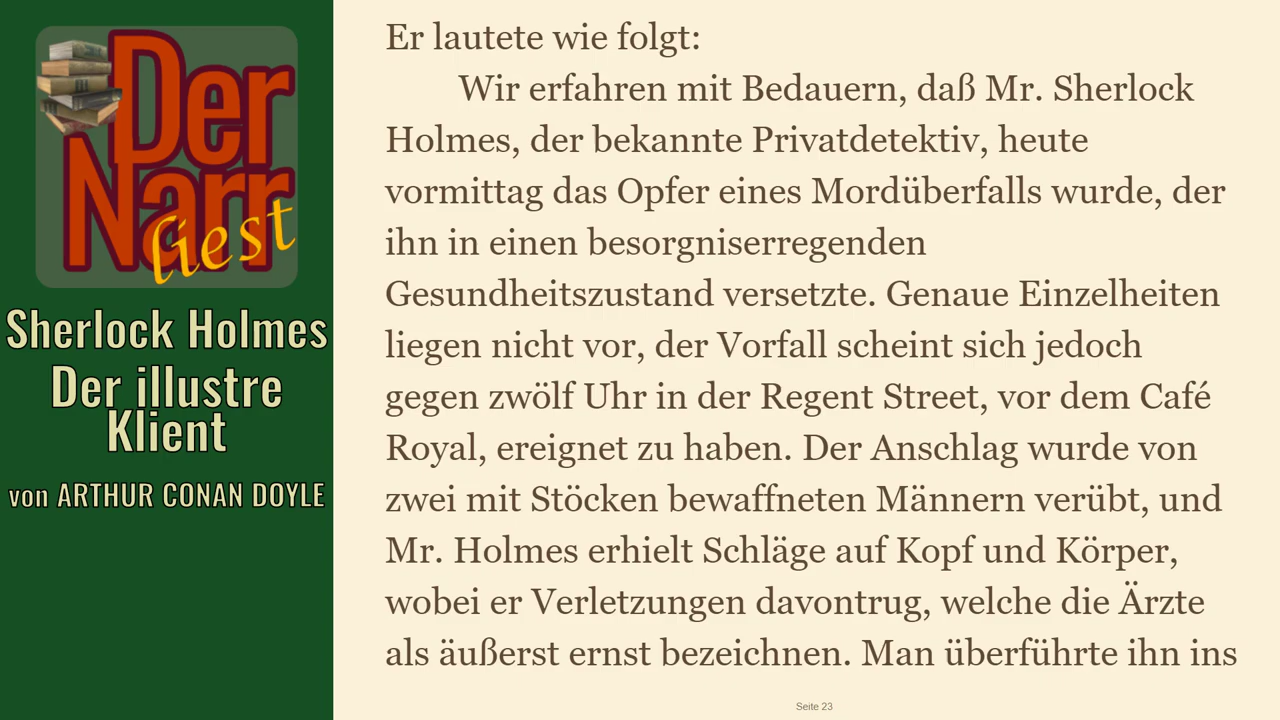 Der
Narr
liest
Sherlock Holmes
Der illustre
Klient
von ARTHUR CONAN DOYLE
Er lautete wie folgt:
Wir erfahren mit Bedauern, daß Mr. Sherlock
Holmes, der bekannte Privatdetektiv, heute
vormittag das Opfer eines Mordüberfalls wurde, der
ihn in einen besorgniserregenden
Gesundheitszustand versetzte. Genaue Einzelheiten
liegen nicht vor, der Vorfall scheint sich jedoch
gegen zwölf Uhr in der Regent Street, vor dem Café
Royal, ereignet zu haben. Der Anschlag wurde von
zwei mit Stöcken bewaffneten Männern verübt, und
Mr. Holmes erhielt Schläge auf Kopf und Körper,
wobei er Verletzungen davontrug, welche die Ärzte
als äußerst ernst bezeichnen. Man überführte ihn ins
Seite 23